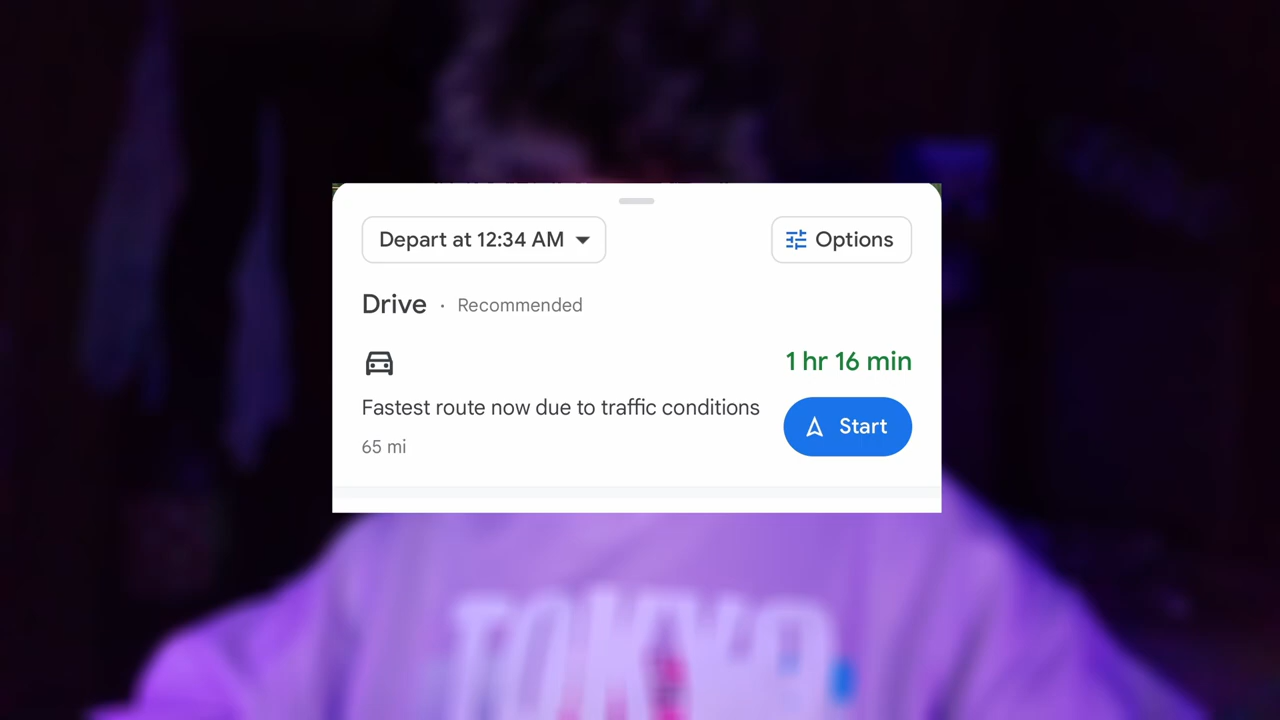 Depart at 12:34 AM
Options
Drive · Recommended
1 hr 16 min
Fastest route now due to traffic conditions
Start
65 mi
TOKYO